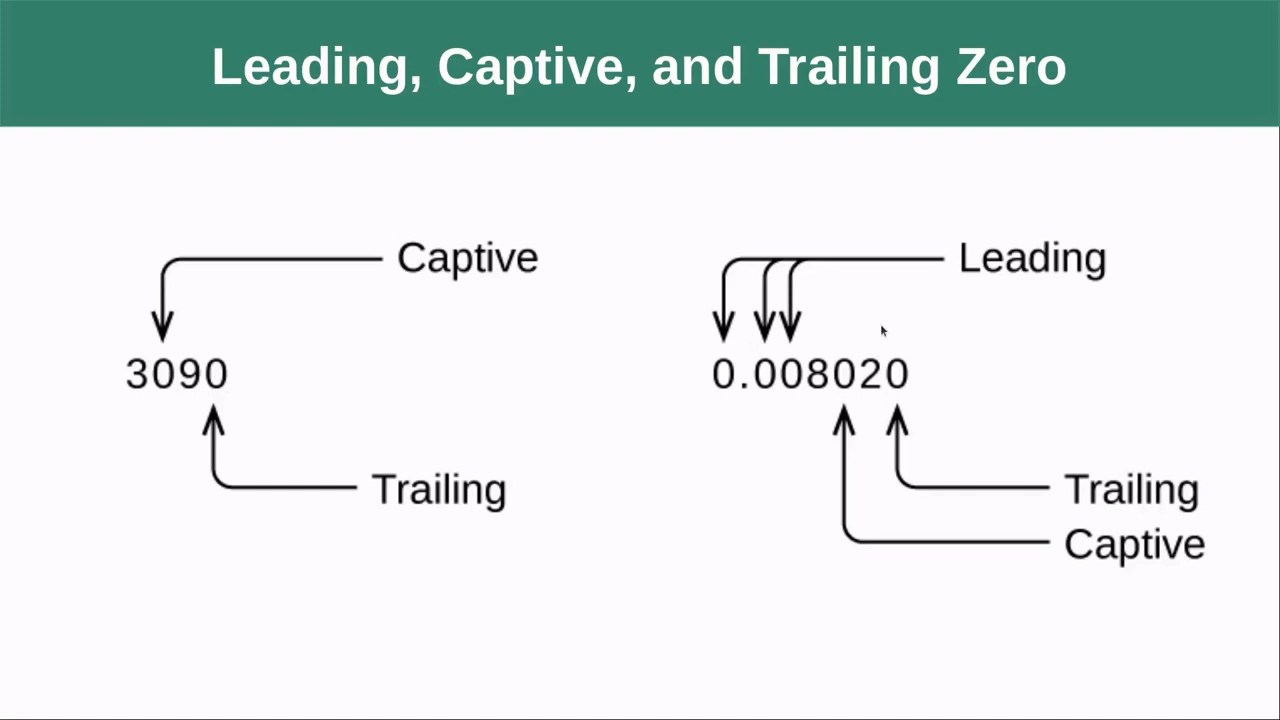 Leading, Captive, and Trailing Zero
Captive
3090
Trailing
Leading
0.008020
Trailing
Captive